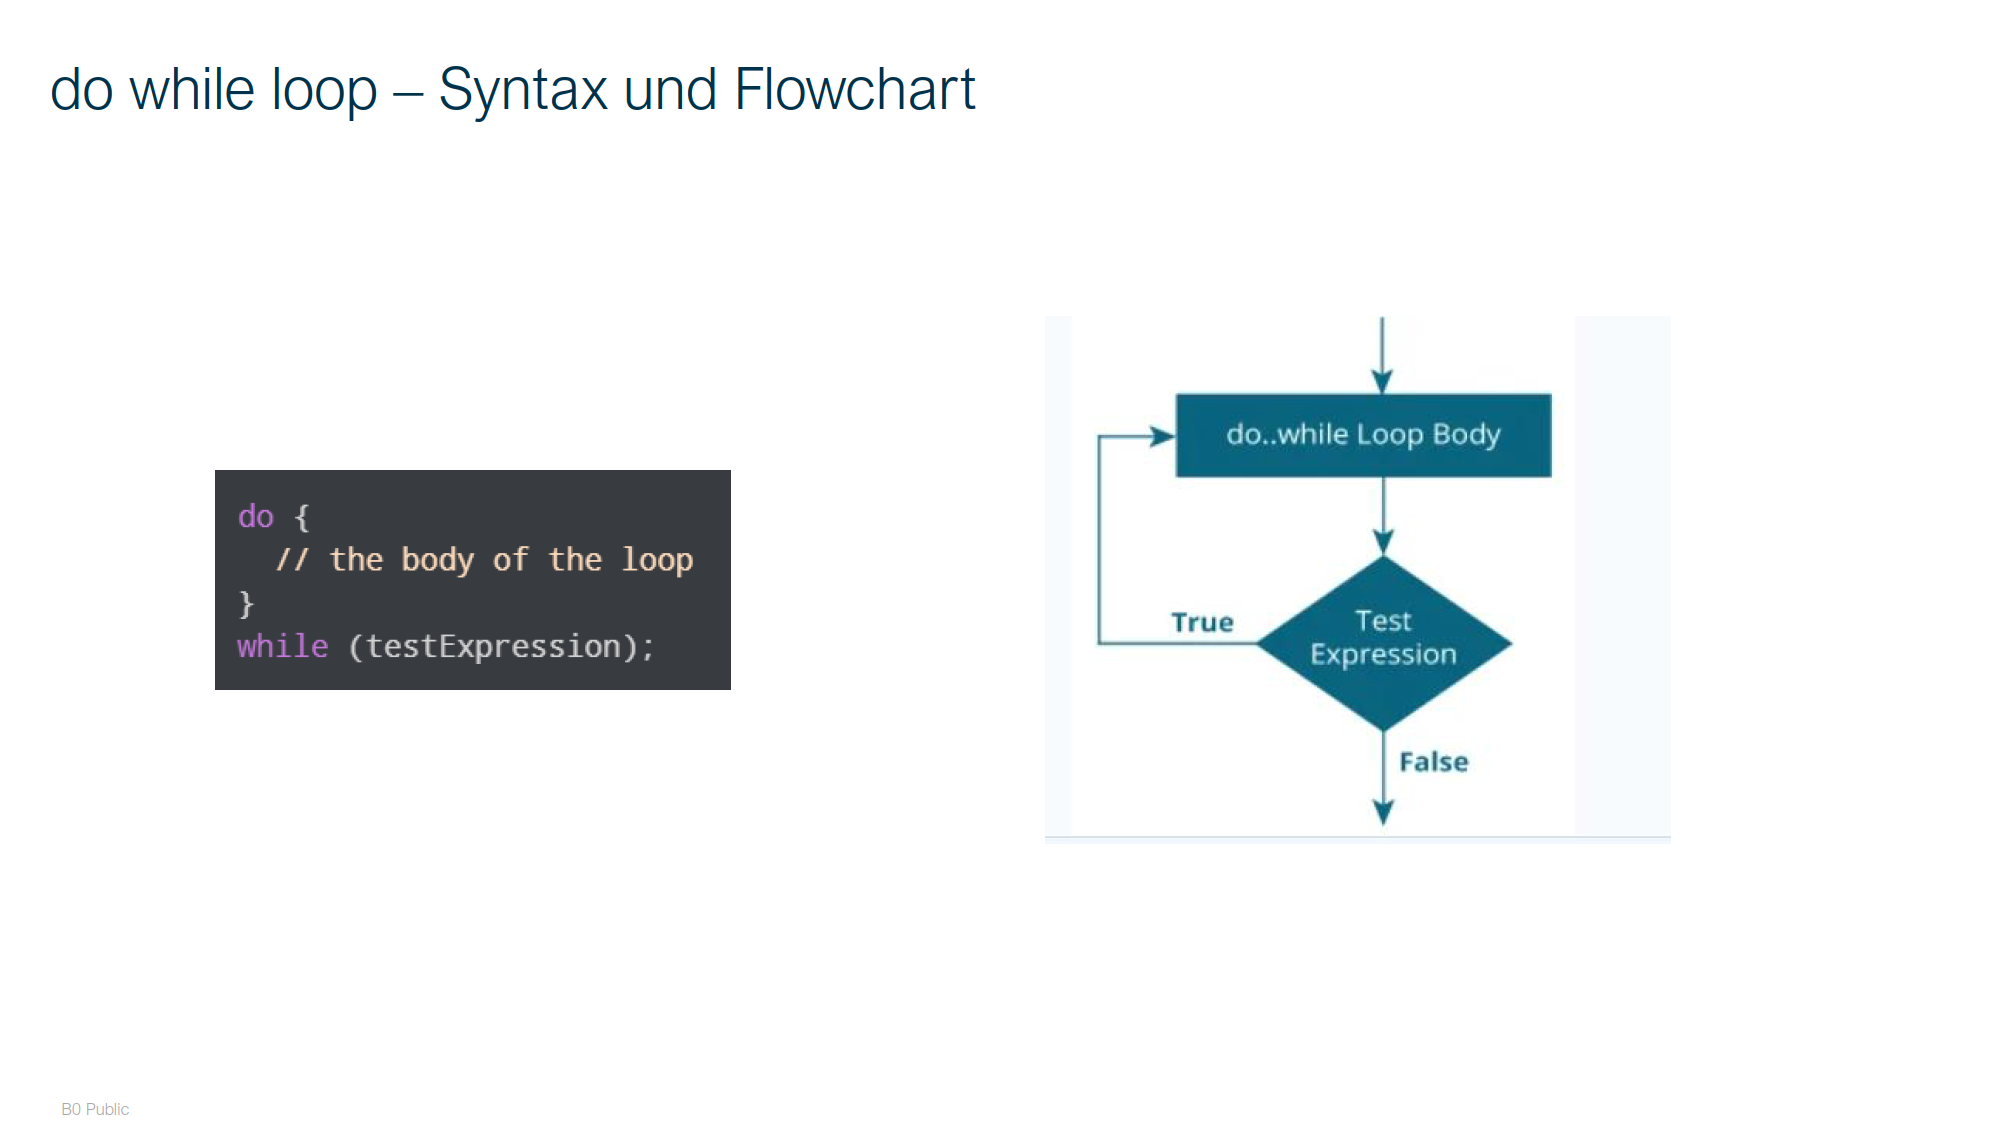 do while loop – Syntax und Flowchart
do {
// the body of the loop
}
while (testExpression);
do..while Loop Body
True
Test
Expression
False
B0 Public